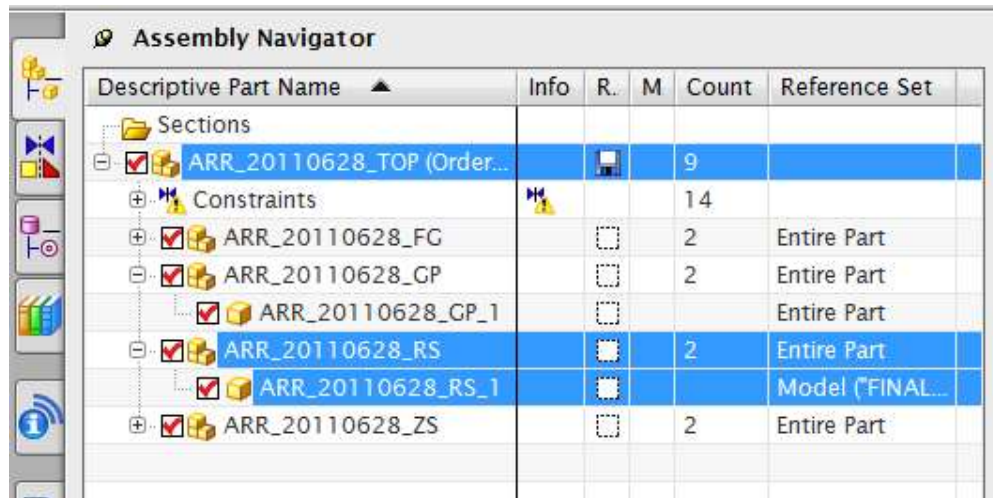 Assembly Navigator
Descriptive Part Name Info R. M Count Reference Set
Sections
ARR_20110628_TOP (Order... 9
Constraints 14
ARR_20110628_FG 2 Entire Part
ARR_20110628_GP 2 Entire Part
ARR_20110628_GP_1 Entire Part
ARR_20110628_RS 2 Entire Part
ARR_20110628_RS_1 Model ("FINAL...
ARR_20110628_ZS 2 Entire Part